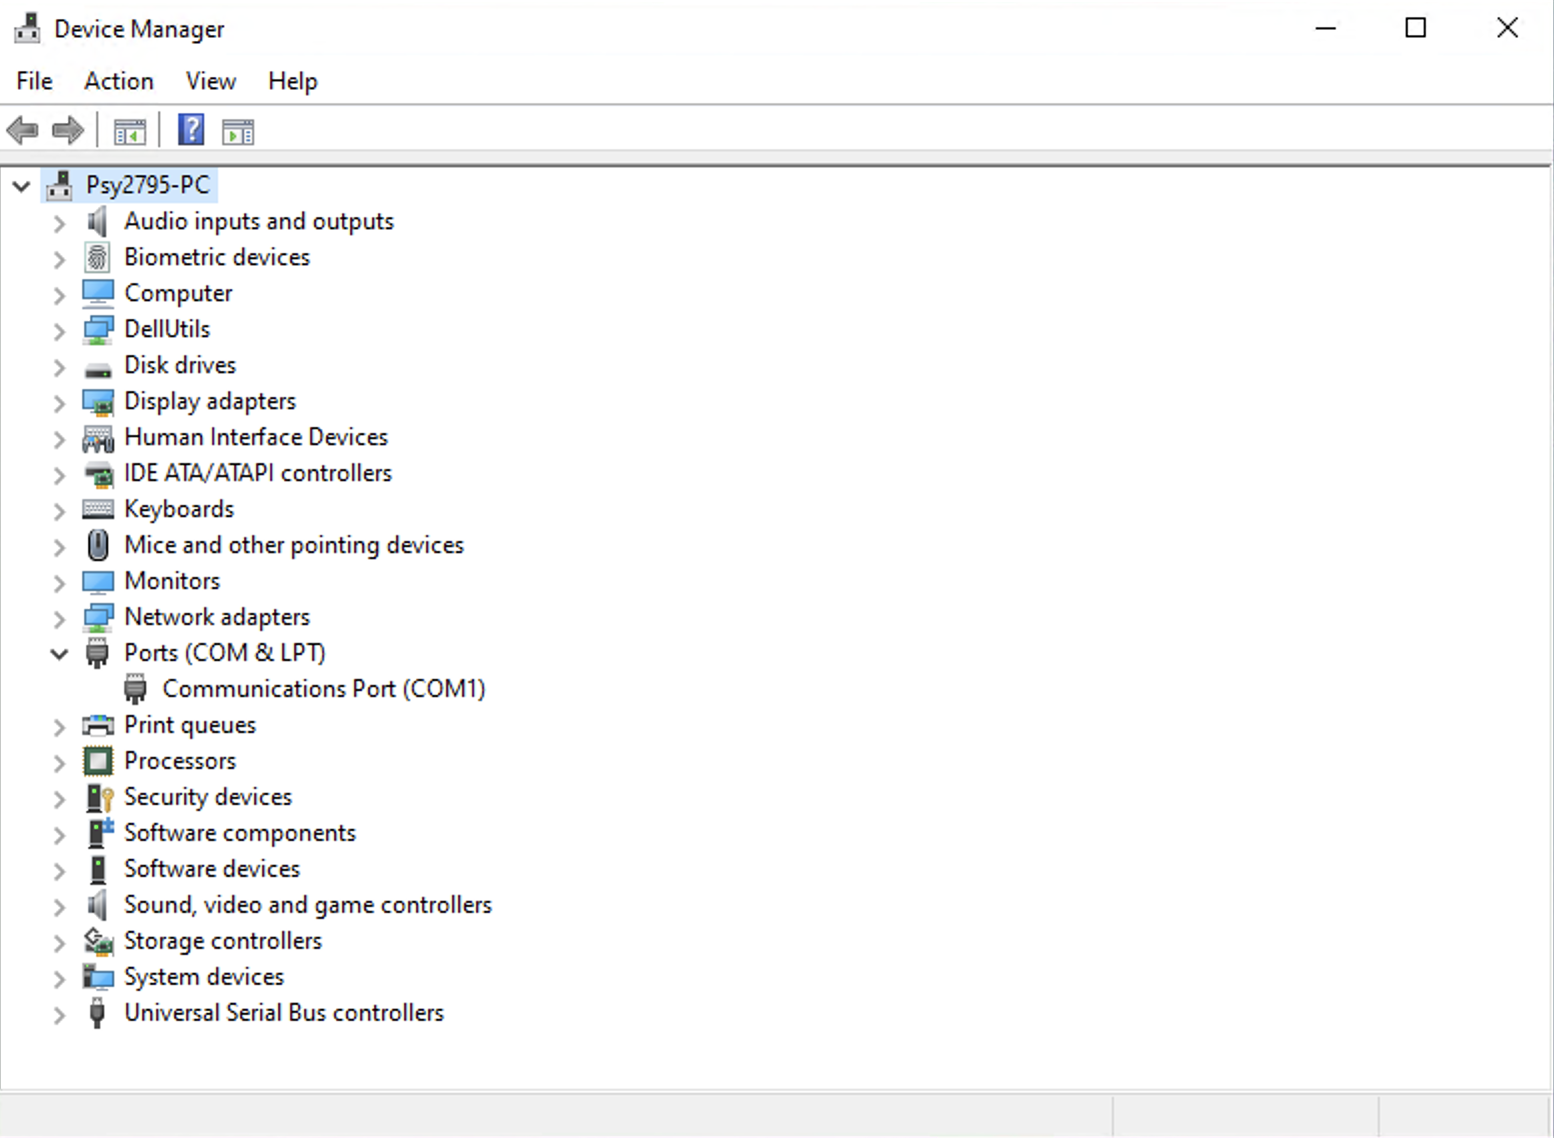 Device Manager
File Action View Help
?
Psy2795-PC
Audio inputs and outputs
Biometric devices
Computer
DellUtils
Disk drives
Display adapters
Human Interface Devices
IDE ATA/ATAPI controllers
Keyboards
Mice and other pointing devices
Monitors
Network adapters
Ports (COM & LPT)
Communications Port (COM1)
Print queues
Processors
Security devices
Software components
Software devices
Sound, video and game controllers
Storage controllers
System devices
Universal Serial Bus controllers